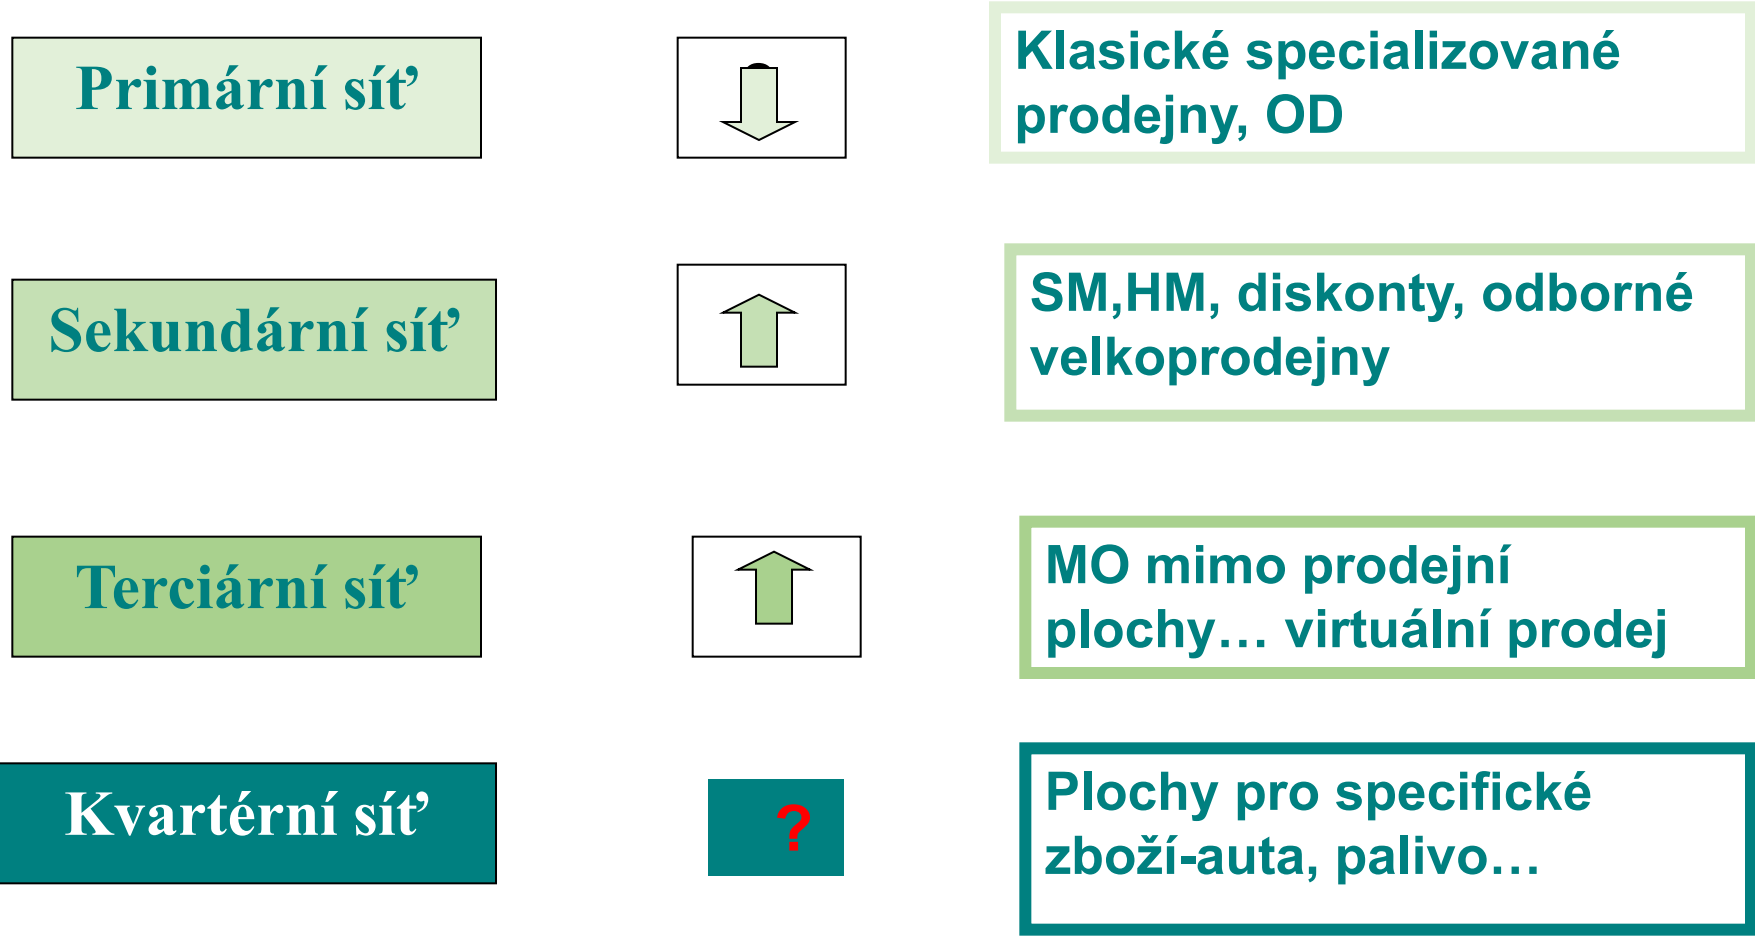 Primární síť
Klasické specializované
prodejny, OD
Sekundární síť
SM,HM, diskonty, odborné
velkoprodejny
Terciární síť
MO mimo prodejní
plochy… virtuální prodej
Kvartérní síť
?
Plochy pro specifické
zboží-auta, palivo…